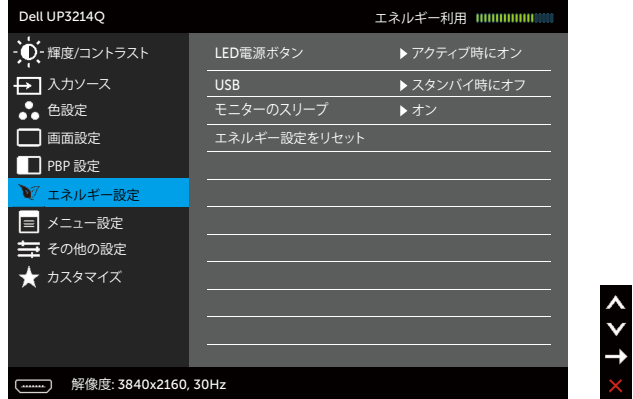 Dell UP3214Q エネルギー利用
輝度/コントラスト
入力ソース
色設定
画面設定
PBP 設定
エネルギー設定
メニュー設定
その他の設定
カスタマイズ
LED電源ボタン アクティブ時にオン
USB スタンバイ時にオフ
モニターのスリープ オン
エネルギー設定をリセット
解像度: 3840x2160, 30Hz